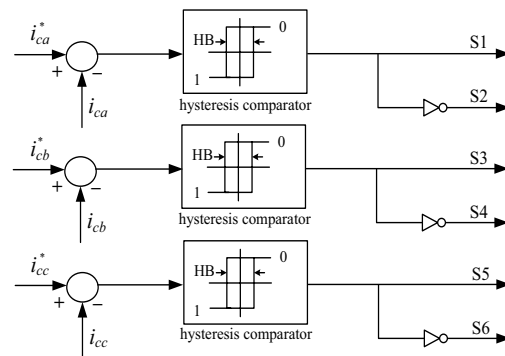 i*ca
HB
0
S1
+
−
1
S2
ica
hysteresis comparator
i*cb
HB
0
S3
+
−
1
S4
icb
hysteresis comparator
i*cc
HB
0
S5
+
−
1
S6
icc
hysteresis comparator